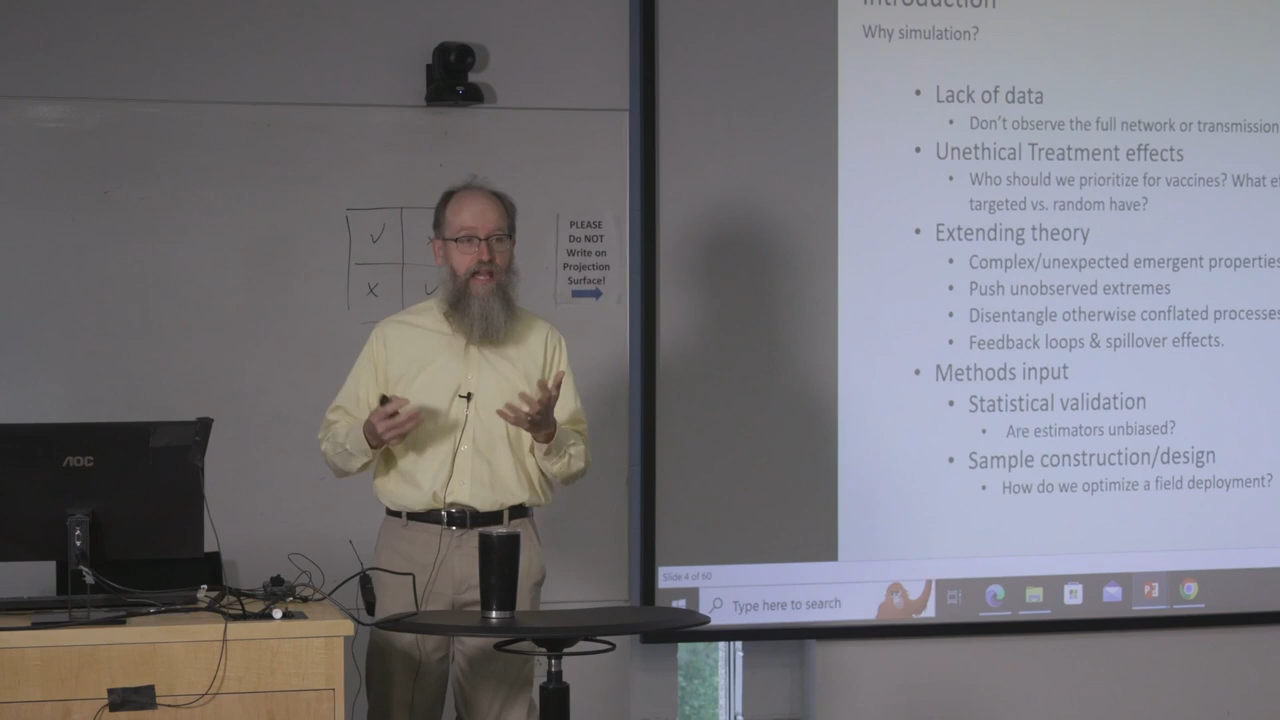 Introduction
Why simulation?
• Lack of data
• Don't observe the full network or transmission
• Unethical Treatment effects
• Who should we prioritize for vaccines? What
targeted vs. random have?
• Extending theory
• Complex/unexpected emergent properties
• Push unobserved extremes
• Disentangle otherwise conflated processes
• Feedback loops & spillover effects.
• Methods input
• Statistical validation
• Are estimators unbiased?
• Sample construction/design
• How do we optimize a field deployment?
Slide 4 of 60
Type here to search
PLEASE
Do NOT
Write on
Projection
Surface!
AOC